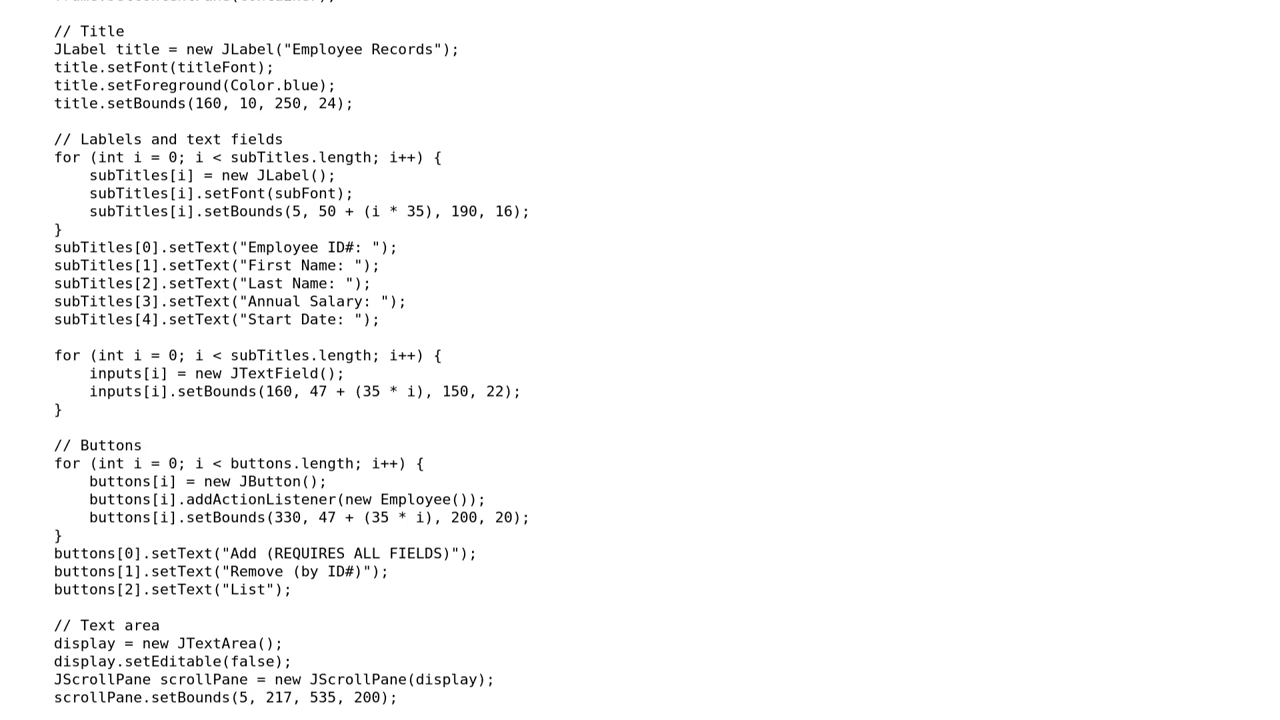 // Title
JLabel title = new JLabel("Employee Records");
title.setFont(titleFont);
title.setForeground(Color.blue);
title.setBounds(160, 10, 250, 24);

// Lablels and text fields
for (int i = 0; i < subTitles.length; i++) {
    subTitles[i] = new JLabel();
    subTitles[i].setFont(subFont);
    subTitles[i].setBounds(5, 50 + (i * 35), 190, 16);
}
subTitles[0].setText("Employee ID#: ");
subTitles[1].setText("First Name: ");
subTitles[2].setText("Last Name: ");
subTitles[3].setText("Annual Salary: ");
subTitles[4].setText("Start Date: ");

for (int i = 0; i < subTitles.length; i++) {
    inputs[i] = new JTextField();
    inputs[i].setBounds(160, 47 + (35 * i), 150, 22);
}

// Buttons
for (int i = 0; i < buttons.length; i++) {
    buttons[i] = new JButton();
    buttons[i].addActionListener(new Employee());
    buttons[i].setBounds(330, 47 + (35 * i), 200, 20);
}
buttons[0].setText("Add (REQUIRES ALL FIELDS)");
buttons[1].setText("Remove (by ID#)");
buttons[2].setText("List");

// Text area
display = new JTextArea();
display.setEditable(false);
JScrollPane scrollPane = new JScrollPane(display);
scrollPane.setBounds(5, 217, 535, 200);